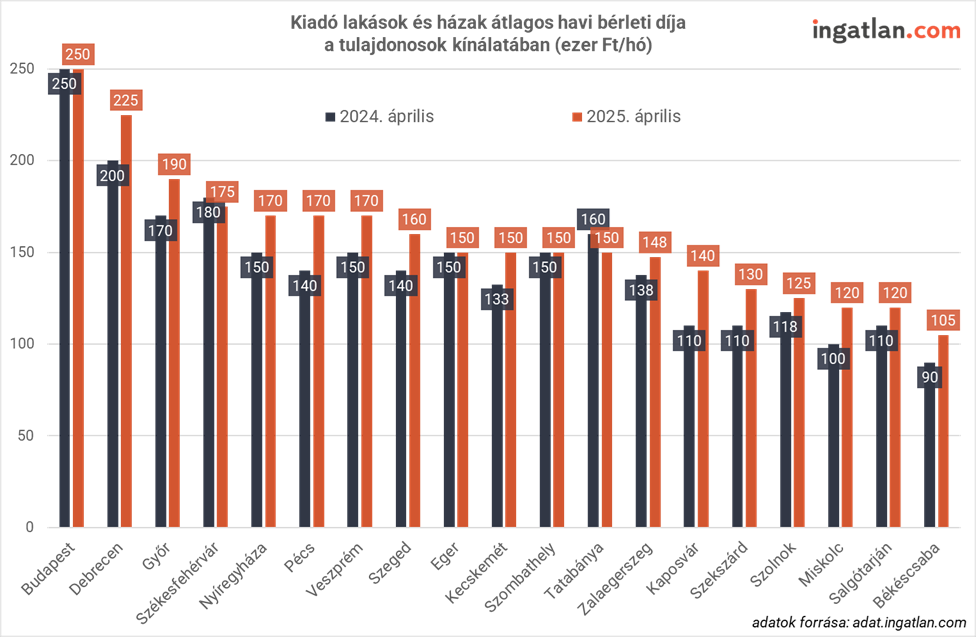 Kiadó lakások és házak átlagos havi bérleti díja
a tulajdonosok kínálatában (ezer Ft/hó)
ingatlan.com
2024. április
2025. április
250
200
150
100
50
0
250 250
200 225
170 190
180 175
150 170
140 170
150 170
140 160
150 150
133 150
150 150
160 150
138 148
110 140
110 130
118 125
100 120
110 120
90 105
Budapest
Debrecen
Győr
Székesfehérvár
Nyíregyháza
Pécs
Veszprém
Szeged
Eger
Kecskemét
Szombathely
Tatabánya
Zalaegerszeg
Kaposvár
Szekszárd
Szolnok
Miskolc
Salgótarján
Békéscsaba
adatok forrása: adat.ingatlan.com